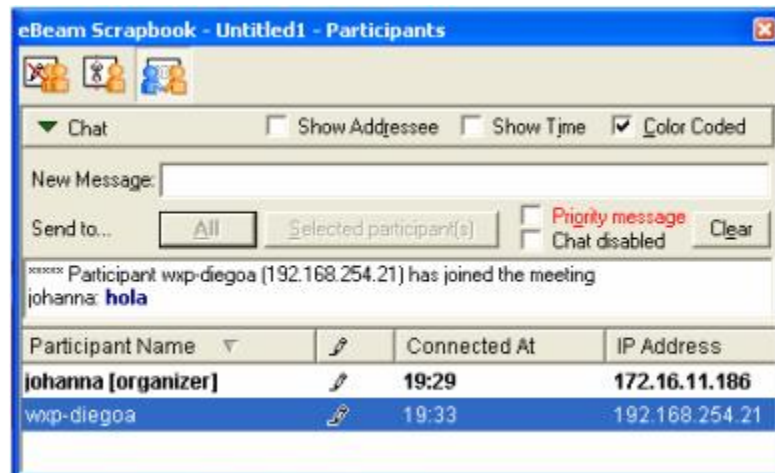 eBeam Scrapbook - Untitled1 - Participants
Chat Show Addressee Show Time Color Coded
New Message:
Send to... All Selected participant(s) Priority message Chat disabled Clear
***** Participant wxp-diegoa (192.168.254.21) has joined the meeting
johanna: hola
Participant Name Connected At IP Address
johanna [organizer] 19:29 172.16.11.186
wxp-diegoa 19:33 192.168.254.21